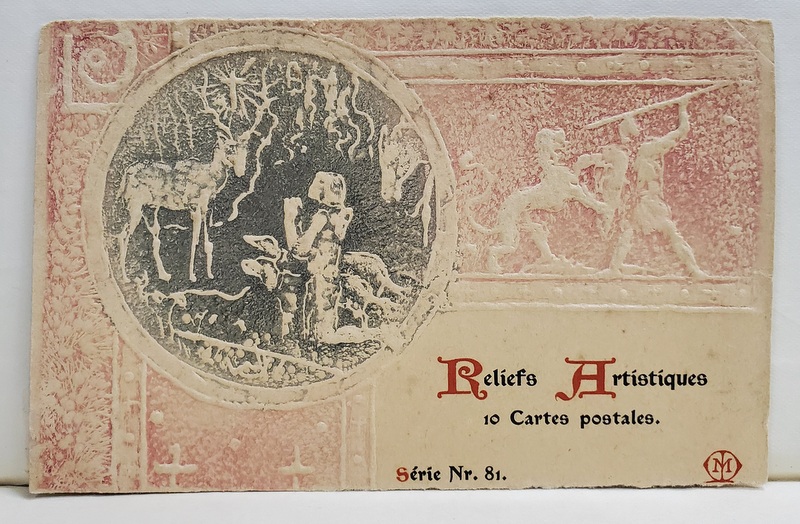 Reliefs Artistiques
10 Cartes postales.
Série Nr. 81.
M